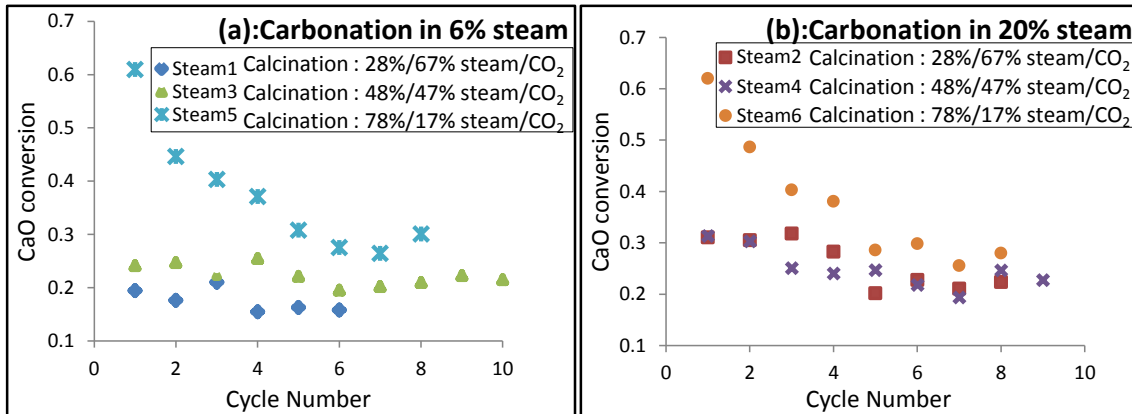 (a):Carbonation in 6% steam
Steam1 Calcination : 28%/67% steam/CO₂
Steam3 Calcination : 48%/47% steam/CO₂
Steam5 Calcination : 78%/17% steam/CO₂
CaO conversion
0.7
0.6
0.5
0.4
0.3
0.2
0.1
0 2 4 6 8 10
Cycle Number
(b):Carbonation in 20% steam
Steam2 Calcination : 28%/67% steam/CO₂
Steam4 Calcination : 48%/47% steam/CO₂
Steam6 Calcination : 78%/17% steam/CO₂
CaO conversion
0.7
0.6
0.5
0.4
0.3
0.2
0.1
0 2 4 6 8 10
Cycle Number